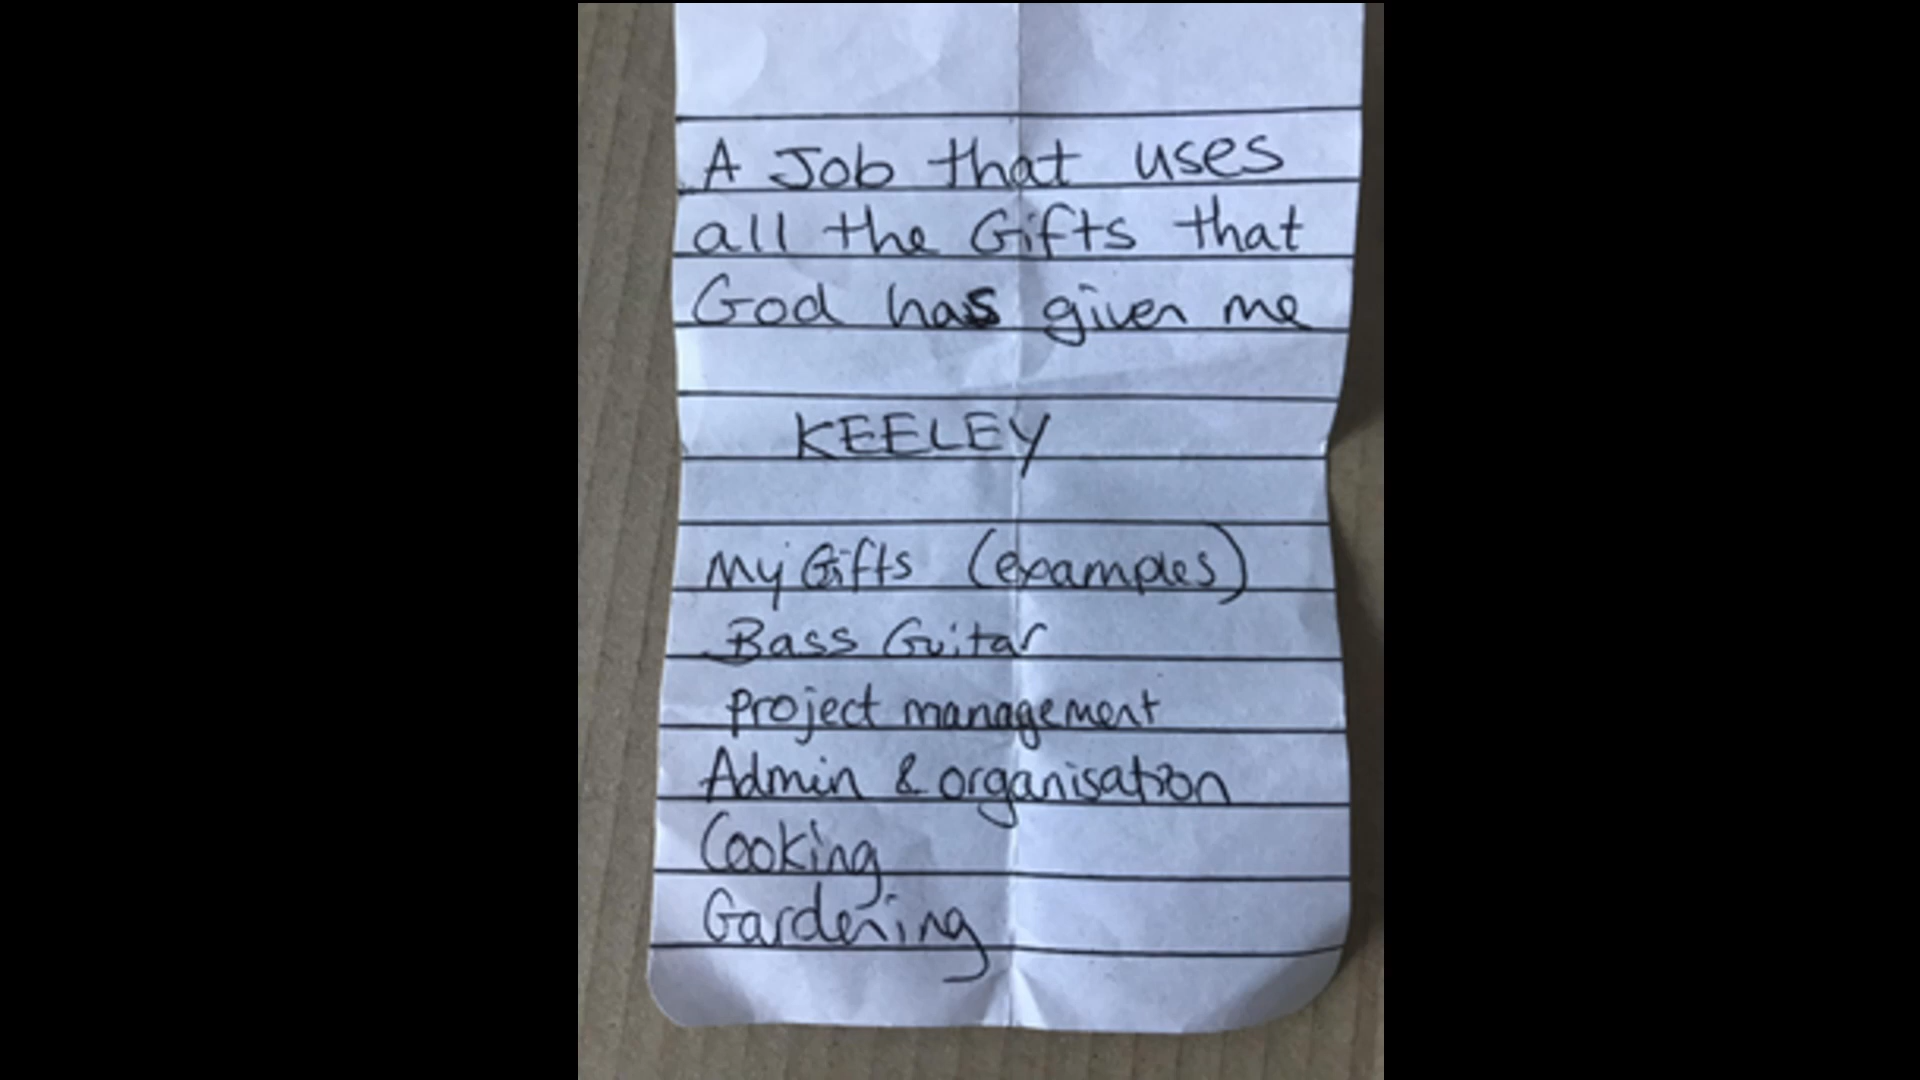 A Job that uses
all the Gifts that
God has given me
KEELEY
My Gifts (examples)
Bass Guitar
project management
Admin & organisation
Cooking
Gardening